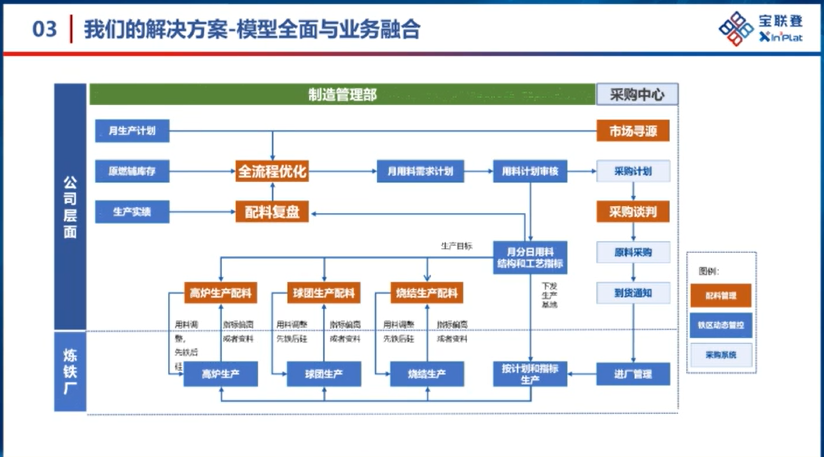 03 我们的解决方案-模型全面与业务融合
宝联登
XinPlat
制造管理部
采购中心
公司层面
炼铁厂
月生产计划
市场寻源
原燃辅库存
全流程优化
月用料需求计划
用料计划审核
采购计划
生产实绩
配料复盘
采购谈判
生产目标
月分日用料
结构和工艺指标
原料采购
高炉生产配料
球团生产配料
烧结生产配料
下发
生产
基地
到货通知
用料调
整,
先铁后
硅
指标偏离
或者变料
用料调整
先铁后硅
指标偏离
或者变料
用料调整
先铁后硅
指标偏离
或者变料
高炉生产
球团生产
烧结生产
按计划和指标
生产
进厂管理
图例:
配料管理
铁区动态管控
采购系统